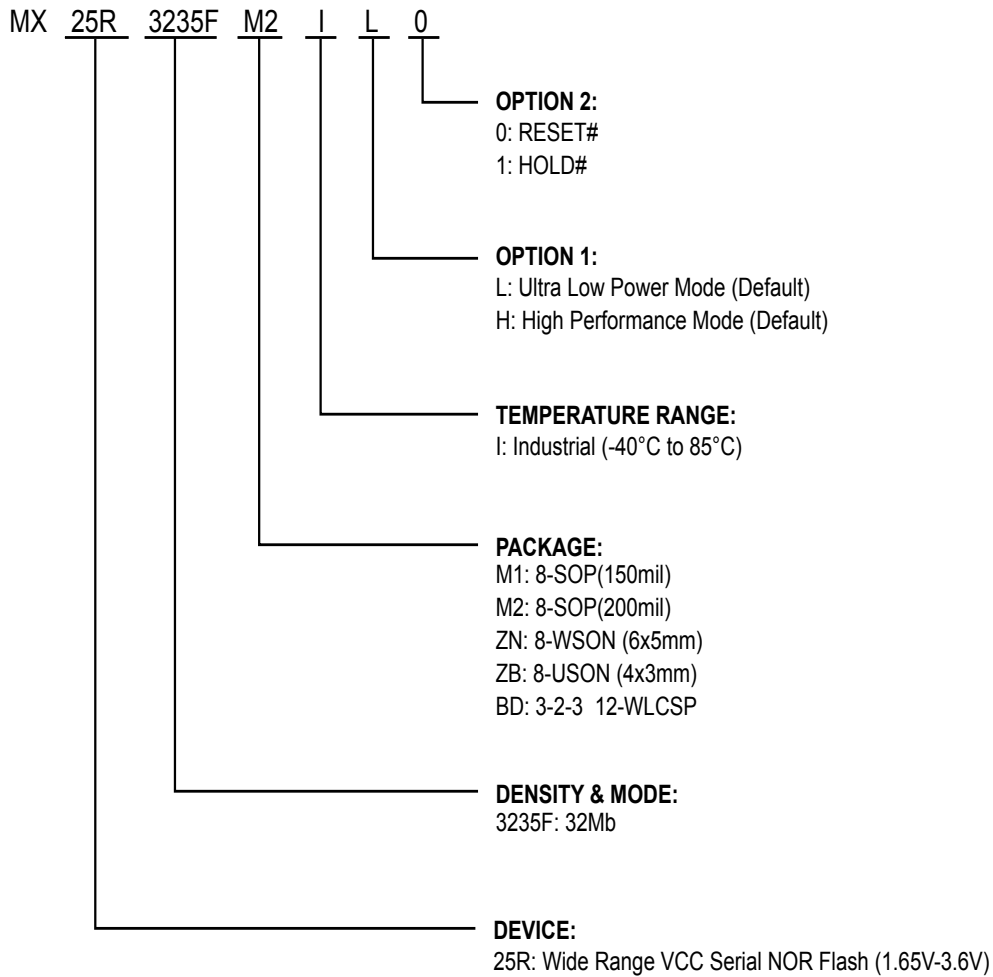 MX 25R 3235F M2 I L 0
OPTION 2:
0: RESET#
1: HOLD#
OPTION 1:
L: Ultra Low Power Mode (Default)
H: High Performance Mode (Default)
TEMPERATURE RANGE:
I: Industrial (-40°C to 85°C)
PACKAGE:
M1: 8-SOP(150mil)
M2: 8-SOP(200mil)
ZN: 8-WSON (6x5mm)
ZB: 8-USON (4x3mm)
BD: 3-2-3 12-WLCSP
DENSITY & MODE:
3235F: 32Mb
DEVICE:
25R: Wide Range VCC Serial NOR Flash (1.65V-3.6V)